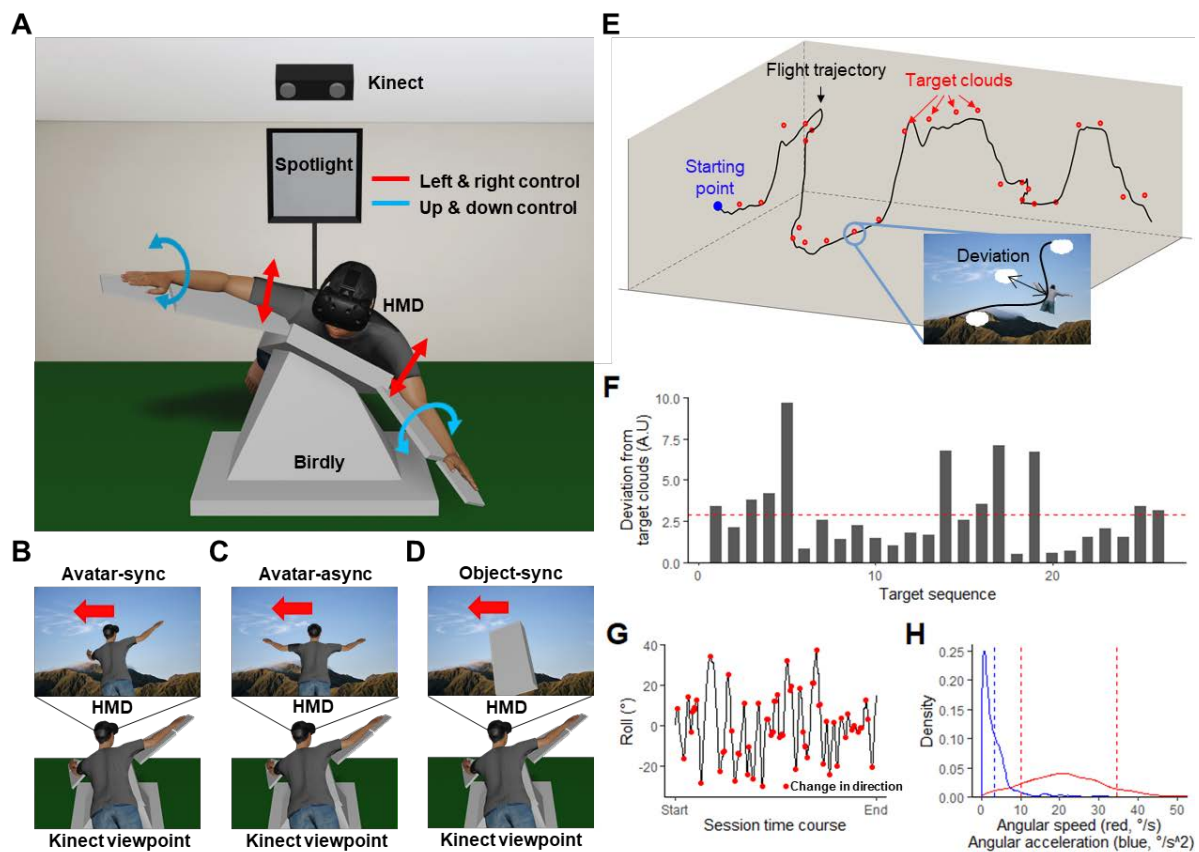 A
Kinect
Spotlight
Left & right control
Up & down control
HMD
Birdly
B
Avatar-sync
HMD
Kinect viewpoint
C
Avatar-async
HMD
Kinect viewpoint
D
Object-sync
HMD
Kinect viewpoint
E
Flight trajectory
Target clouds
Starting
point
Deviation
F
Deviation from
target clouds (A.U)
10.0
7.5
5.0
2.5
0.0
0
10
20
Target sequence
G
Roll (°)
40
20
0
-20
Change in direction
Start
End
Session time course
H
Density
0.25
0.20
0.15
0.10
0.05
0.00
0
10
20
30
40
50
Angular speed (red, °/s)
Angular acceleration (blue, °/s^2)